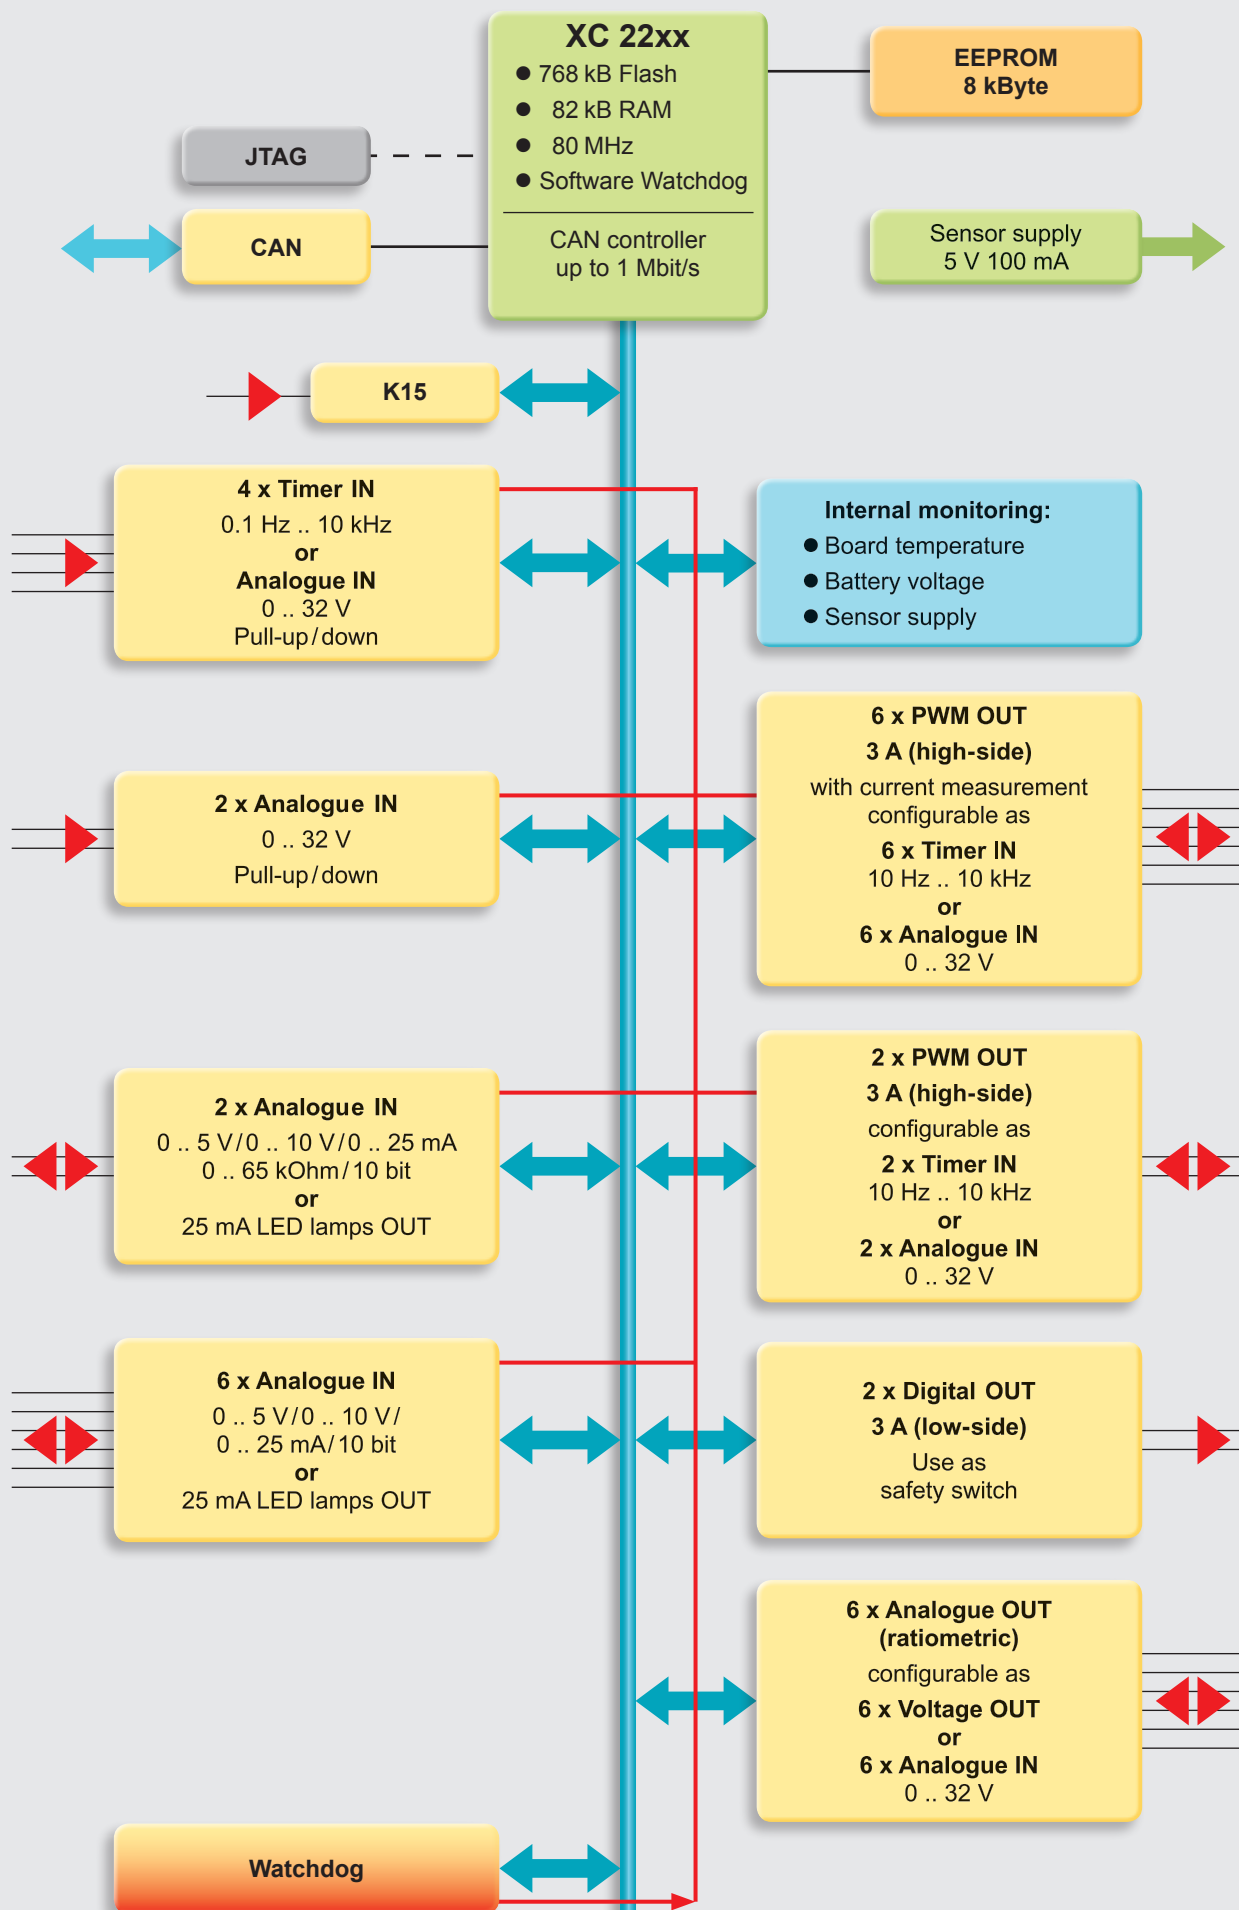 XC 22xx
● 768 kB Flash
● 82 kB RAM
● 80 MHz
● Software Watchdog
CAN controller
up to 1 Mbit/s
EEPROM
8 kByte
JTAG
CAN
Sensor supply
5 V 100 mA
K15
4 x Timer IN
0.1 Hz .. 10 kHz
or
Analogue IN
0 .. 32 V
Pull-up/down
Internal monitoring:
● Board temperature
● Battery voltage
● Sensor supply
2 x Analogue IN
0 .. 32 V
Pull-up/down
6 x PWM OUT
3 A (high-side)
with current measurement
configurable as
6 x Timer IN
10 Hz .. 10 kHz
or
6 x Analogue IN
0 .. 32 V
2 x Analogue IN
0 .. 5 V/0 .. 10 V/0 .. 25 mA
0 .. 65 kOhm/10 bit
or
25 mA LED lamps OUT
2 x PWM OUT
3 A (high-side)
configurable as
2 x Timer IN
10 Hz .. 10 kHz
or
2 x Analogue IN
0 .. 32 V
6 x Analogue IN
0 .. 5 V/0 .. 10 V/
0 .. 25 mA/10 bit
or
25 mA LED lamps OUT
2 x Digital OUT
3 A (low-side)
Use as
safety switch
6 x Analogue OUT
(ratiometric)
configurable as
6 x Voltage OUT
or
6 x Analogue IN
0 .. 32 V
Watchdog